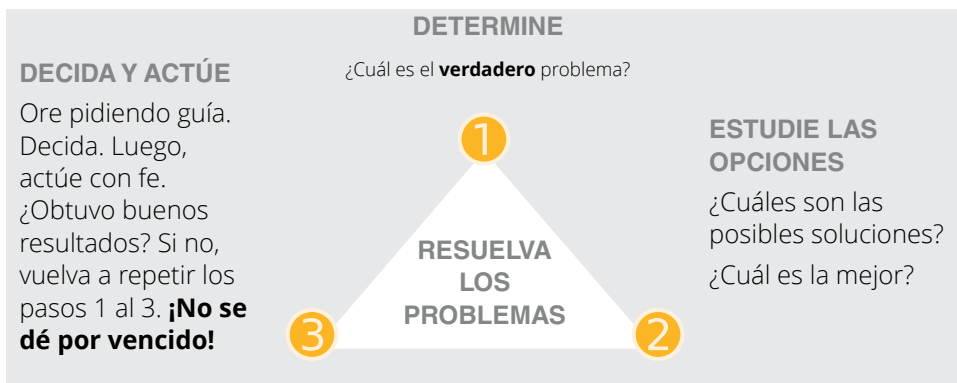 DETERMINE
¿Cuál es el verdadero problema?
1
ESTUDIE LAS
OPCIONES
¿Cuáles son las
posibles soluciones?
¿Cuál es la mejor?
2
DECIDA Y ACTÚE
Ore pidiendo guía.
Decida. Luego,
actúe con fe.
¿Obtuvo buenos
resultados? Si no,
vuelva a repetir los
pasos 1 al 3. ¡No se
dé por vencido!
3
RESUELVA
LOS
PROBLEMAS